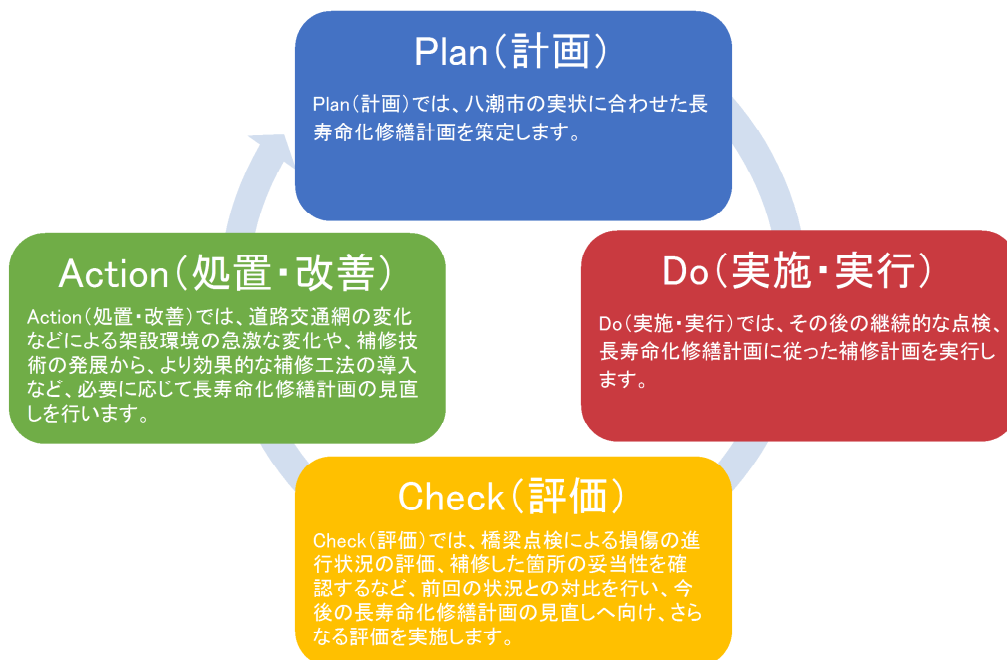 Plan(計画)
Plan(計画)では、八潮市の実状に合わせた長
寿命化修繕計画を策定します。
Do(実施・実行)
Do(実施・実行)では、その後の継続的な点検、
長寿命化修繕計画に従った補修計画を実行し
ます。
Check(評価)
Check(評価)では、橋梁点検による損傷の進
行状況の評価、補修した箇所の妥当性を確
認するなど、前回の状況との対比を行い、今
後の長寿命化修繕計画の見直しへ向け、さら
なる評価を実施します。
Action(処置・改善)
Action(処置・改善)では、道路交通網の変化
などによる架設環境の急激な変化や、補修技
術の発展から、より効果的な補修工法の導入
など、必要に応じて長寿命化修繕計画の見直
しを行います。